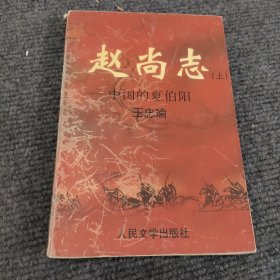 赵尚志（上）
——中国的夏伯阳
王忠瑜
人民文学出版社